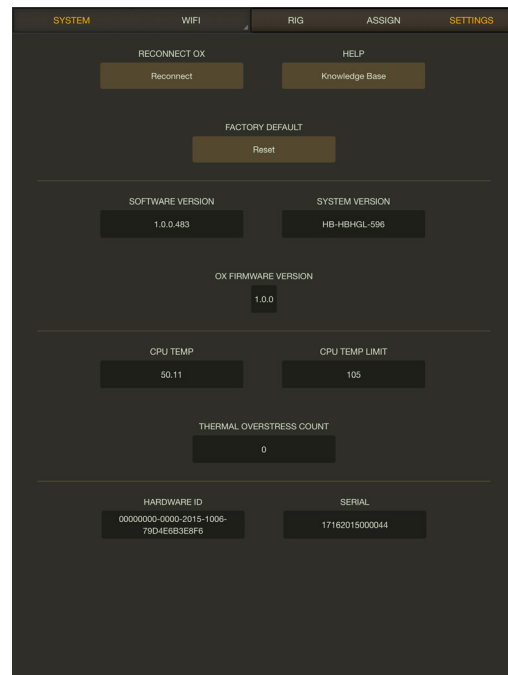 SYSTEM WIFI RIG ASSIGN SETTINGS
RECONNECT OX HELP
Reconnect Knowledge Base
FACTORY DEFAULT
Reset
SOFTWARE VERSION SYSTEM VERSION
1.0.0.483 HB-HBHGL-596
OX FIRMWARE VERSION
1.0.0
CPU TEMP CPU TEMP LIMIT
50.11 105
THERMAL OVERSTRESS COUNT
0
HARDWARE ID SERIAL
00000000-0000-2015-1006-
79D4E6B3E8F6 17162015000044